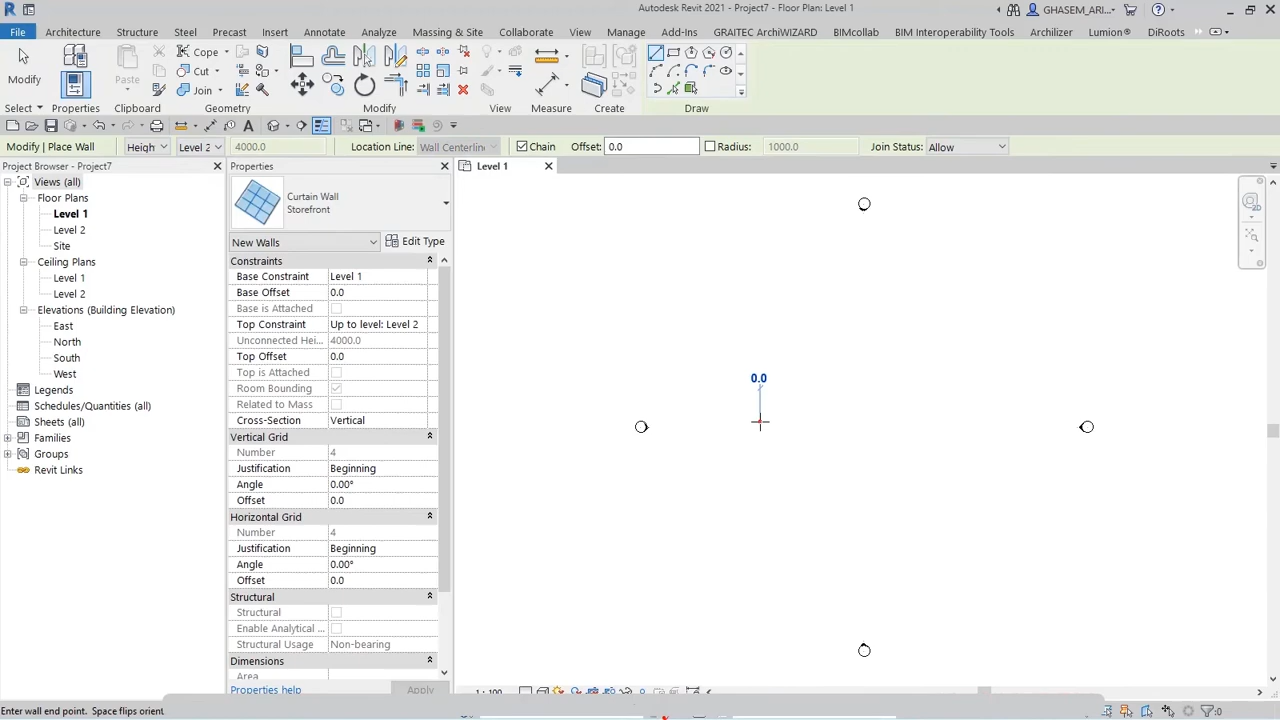 Autodesk Revit 2021 - Project7 - Floor Plan: Level 1
GHASEM_ARI...
File Architecture Structure Steel Precast Insert Annotate Analyze Massing & Site Collaborate View Manage Add-Ins GRAITEC ArchiWIZARD BIMcollab BIM Interoperability Tools Archilizer Lumion® DiRoots
Modify Paste Cope Cut Join
Select Properties Clipboard Geometry Modify View Measure Create Draw
Modify | Place Wall Heigh Level 2 4000.0 Location Line: Wall Centerline Chain Offset: 0.0 Radius: 1000.0 Join Status: Allow
Project Browser - Project7
Views (all)
Floor Plans
Level 1
Level 2
Site
Ceiling Plans
Level 1
Level 2
Elevations (Building Elevation)
East
North
South
West
Legends
Schedules/Quantities (all)
Sheets (all)
Families
Groups
Revit Links
Properties
Curtain Wall
Storefront
New Walls Edit Type
Constraints
Base Constraint Level 1
Base Offset 0.0
Base is Attached
Top Constraint Up to level: Level 2
Unconnected Hei... 4000.0
Top Offset 0.0
Top is Attached
Room Bounding
Related to Mass
Cross-Section Vertical
Vertical Grid
Number 4
Justification Beginning
Angle 0.00°
Offset 0.0
Horizontal Grid
Number 4
Justification Beginning
Angle 0.00°
Offset 0.0
Structural
Structural
Enable Analytical ...
Structural Usage Non-bearing
Dimensions
Area
Properties help Apply
Level 1
2D
0.0
1 : 100
Enter wall end point. Space flips orient
:0